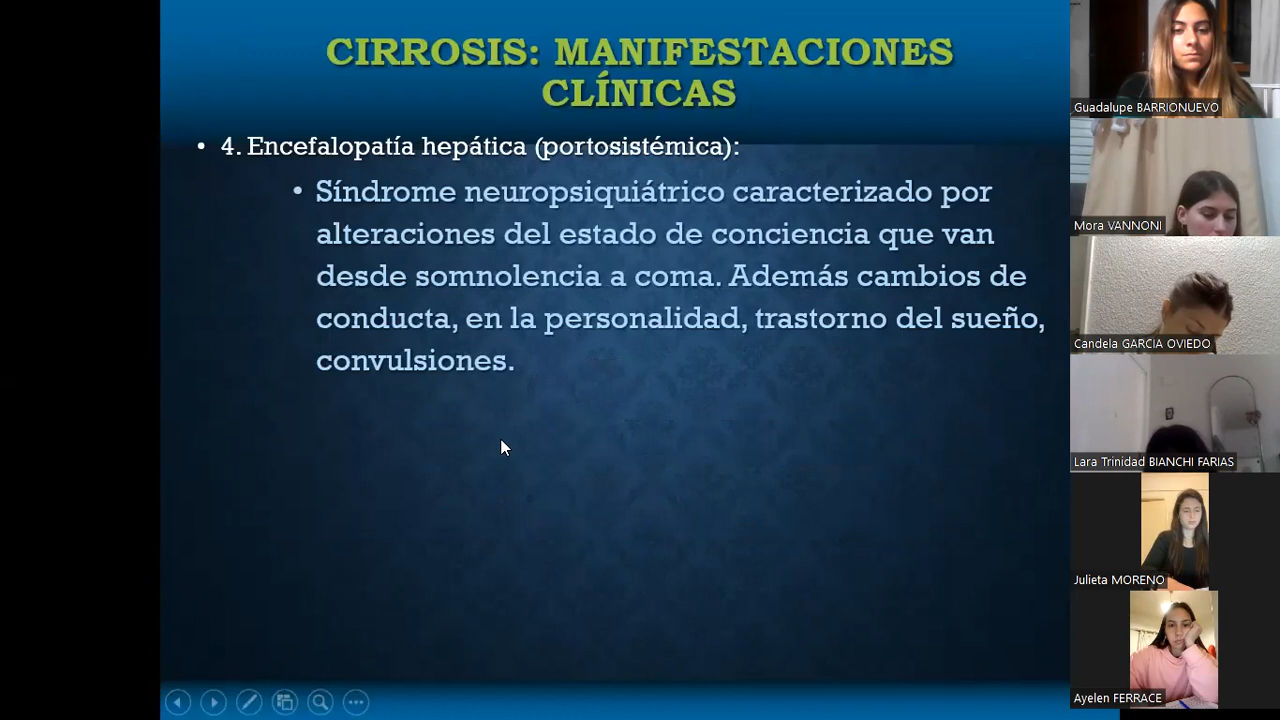 CIRROSIS: MANIFESTACIONES
CLÍNICAS
• 4. Encefalopatía hepática (portosistémica):
• Síndrome neuropsiquiátrico caracterizado por
alteraciones del estado de conciencia que van
desde somnolencia a coma. Además cambios de
conducta, en la personalidad, trastorno del sueño,
convulsiones.
Guadalupe BARRIONUEVO
Mora VANNONI
Candela GARCIA OVIEDO
Lara Trinidad BIANCHI FARIAS
Julieta MORENO
Ayelen FERRACE